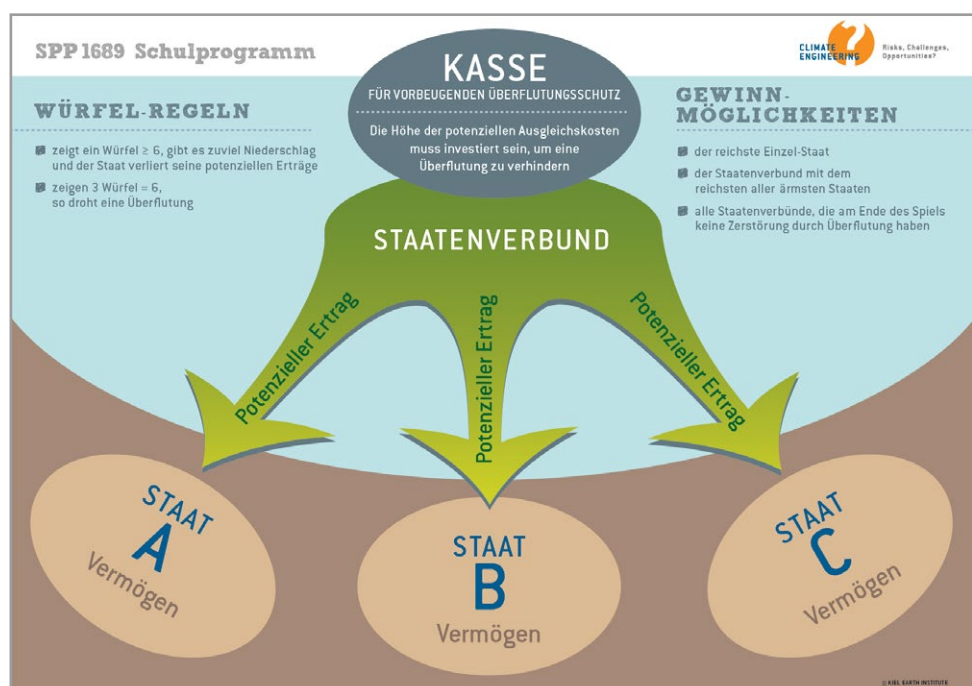 SPP 1689 Schulprogramm
CLIMATE
ENGINEERING
?
Risks, Challenges,
Opportunities?
KASSE
FÜR VORBEUGENDEN ÜBERFLUTUNGSSCHUTZ
Die Höhe der potenziellen Ausgleichskosten
muss investiert sein, um eine
Überflutung zu verhindern
WÜRFEL-REGELN
zeigt ein Würfel ≥ 6, gibt es zuviel Niederschlag
und der Staat verliert seine potenziellen Erträge
zeigen 3 Würfel = 6,
so droht eine Überflutung
GEWINN-
MÖGLICHKEITEN
der reichste Einzel-Staat
der Staatenverbund mit dem
reichsten aller ärmsten Staaten
alle Staatenverbünde, die am Ende des Spiels
keine Zerstörung durch Überflutung haben
STAATENVERBUND
Potenzieller Ertrag
Potenzieller Ertrag
Potenzieller Ertrag
STAAT
A
Vermögen
STAAT
B
Vermögen
STAAT
C
Vermögen
© KIEL EARTH INSTITUTE